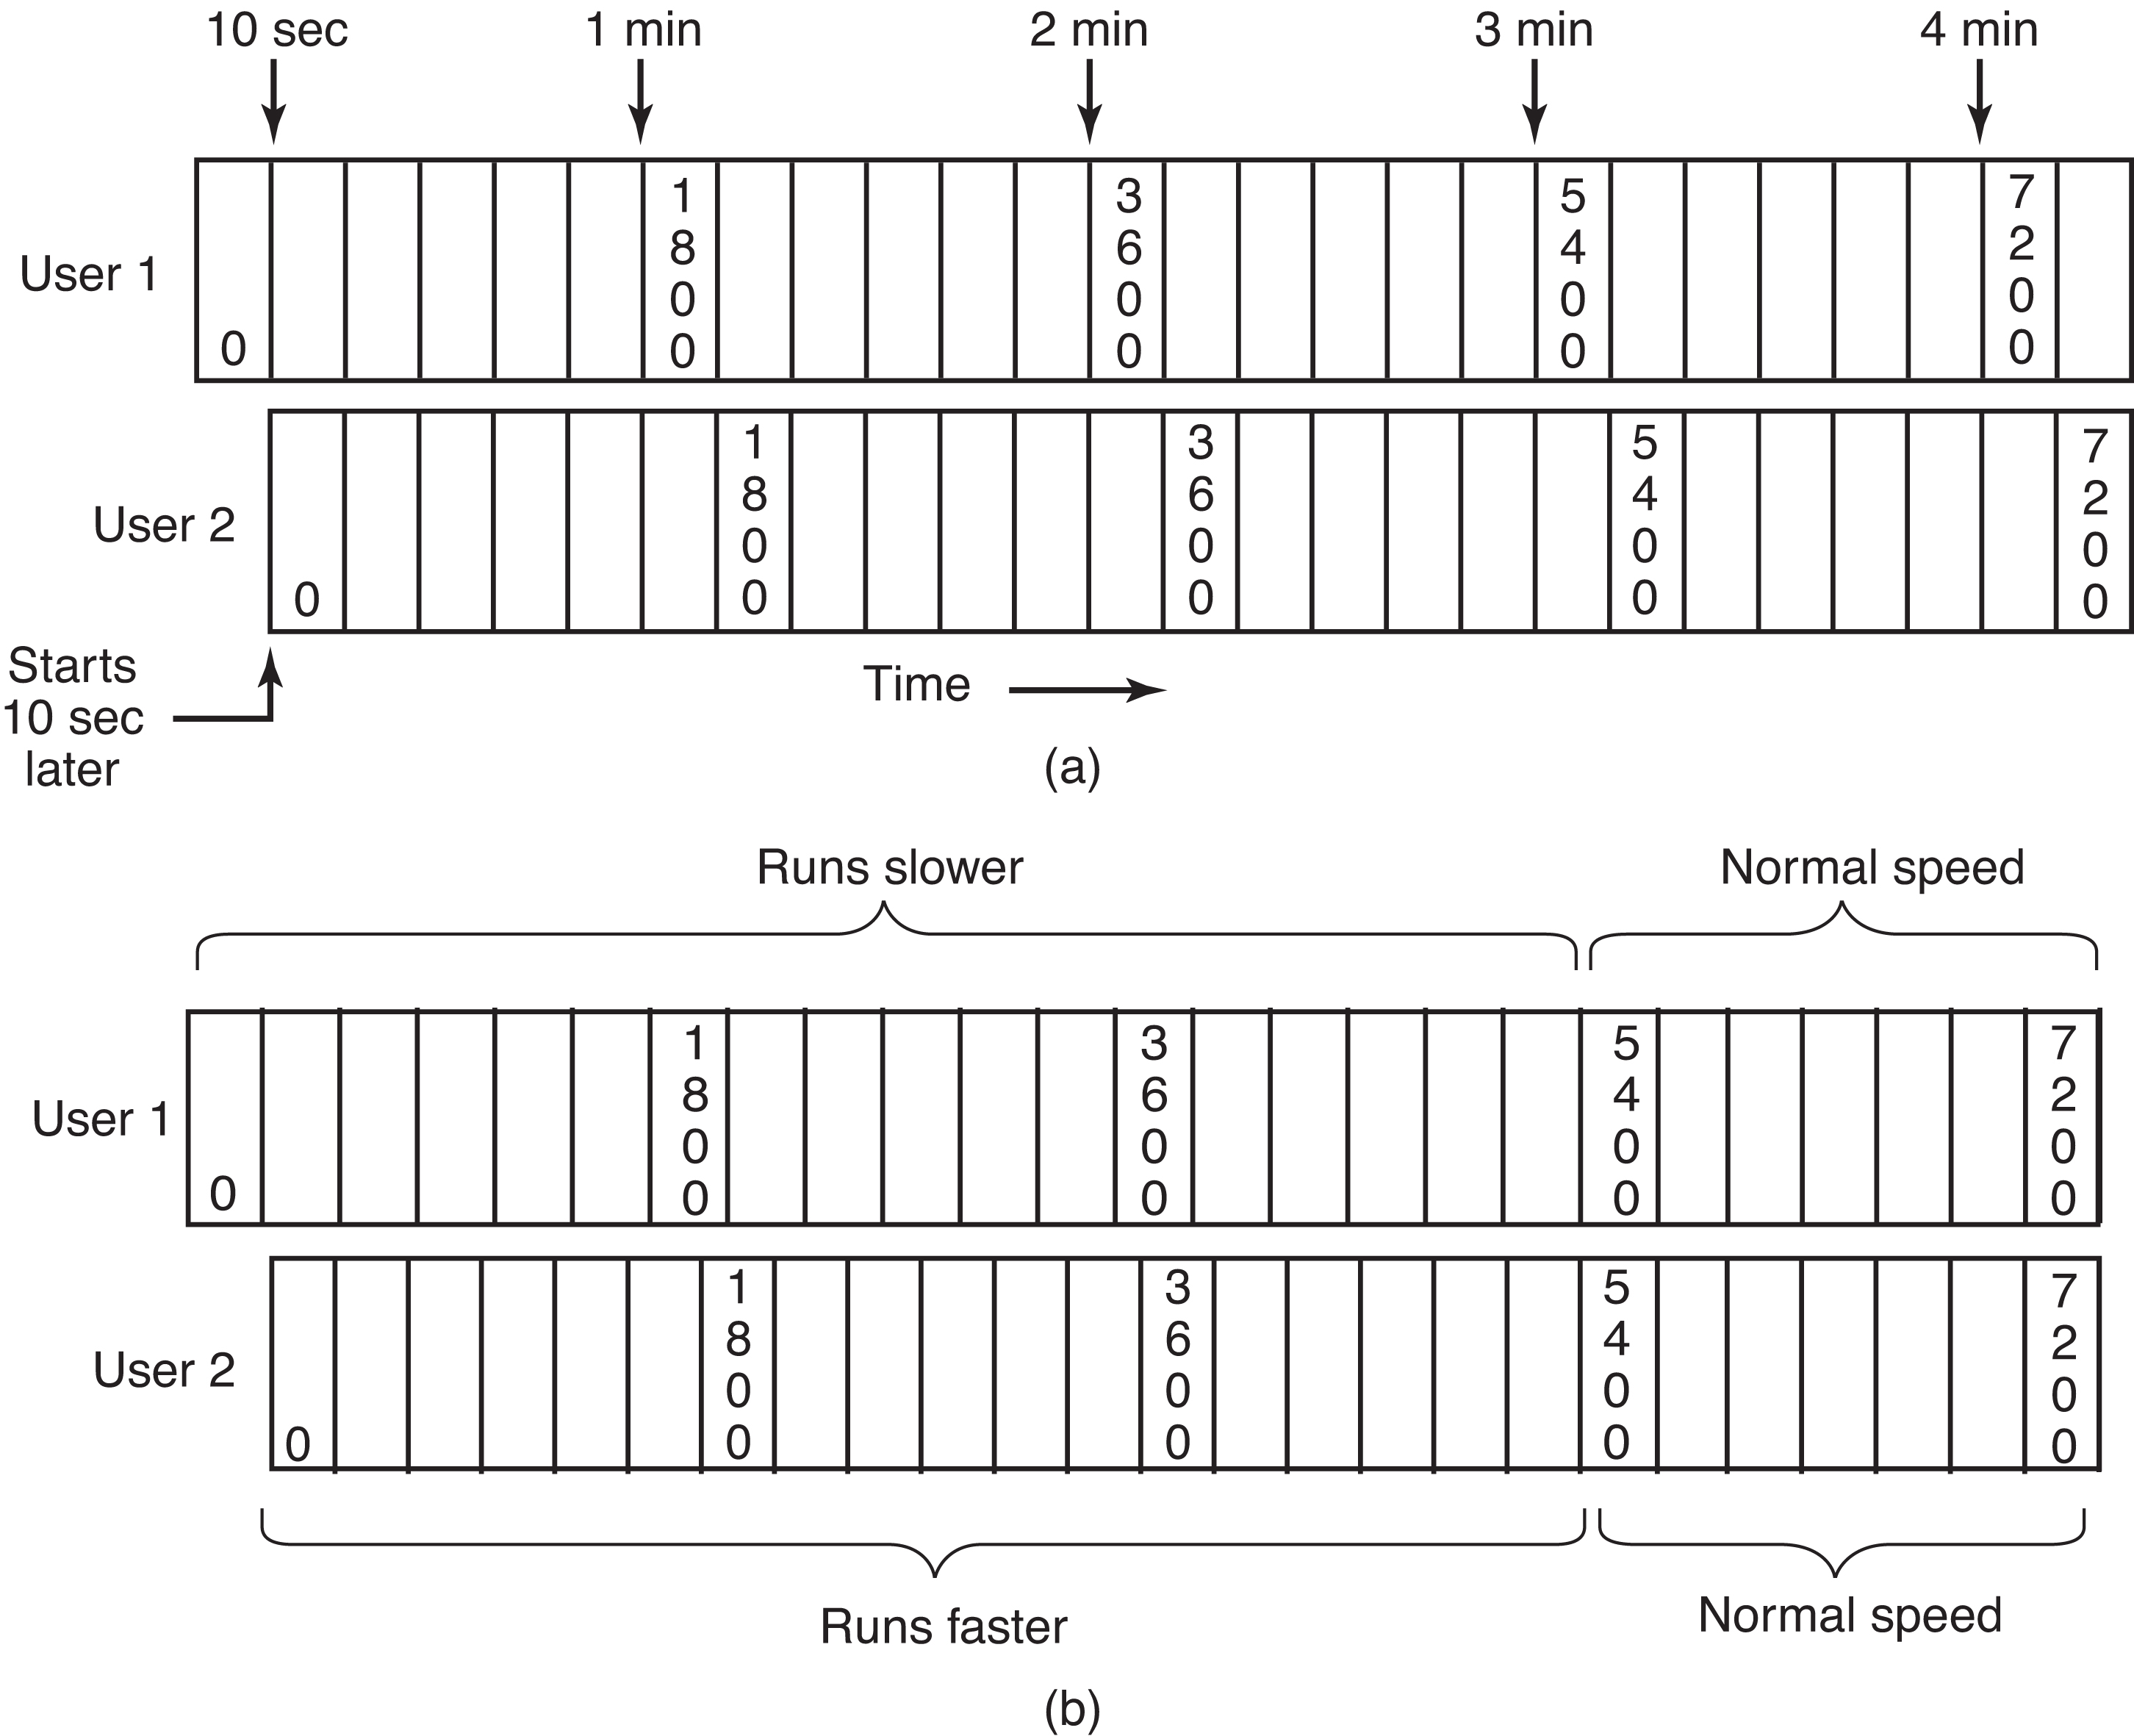 10 sec 1 min 2 min 3 min 4 min
User 1
0
1800
3600
5400
7200
User 2
0
1800
3600
5400
7200
Starts
10 sec
later
Time
(a)
Runs slower Normal speed
User 1
0
1800
3600
5400
7200
User 2
0
1800
3600
5400
7200
Runs faster Normal speed
(b)